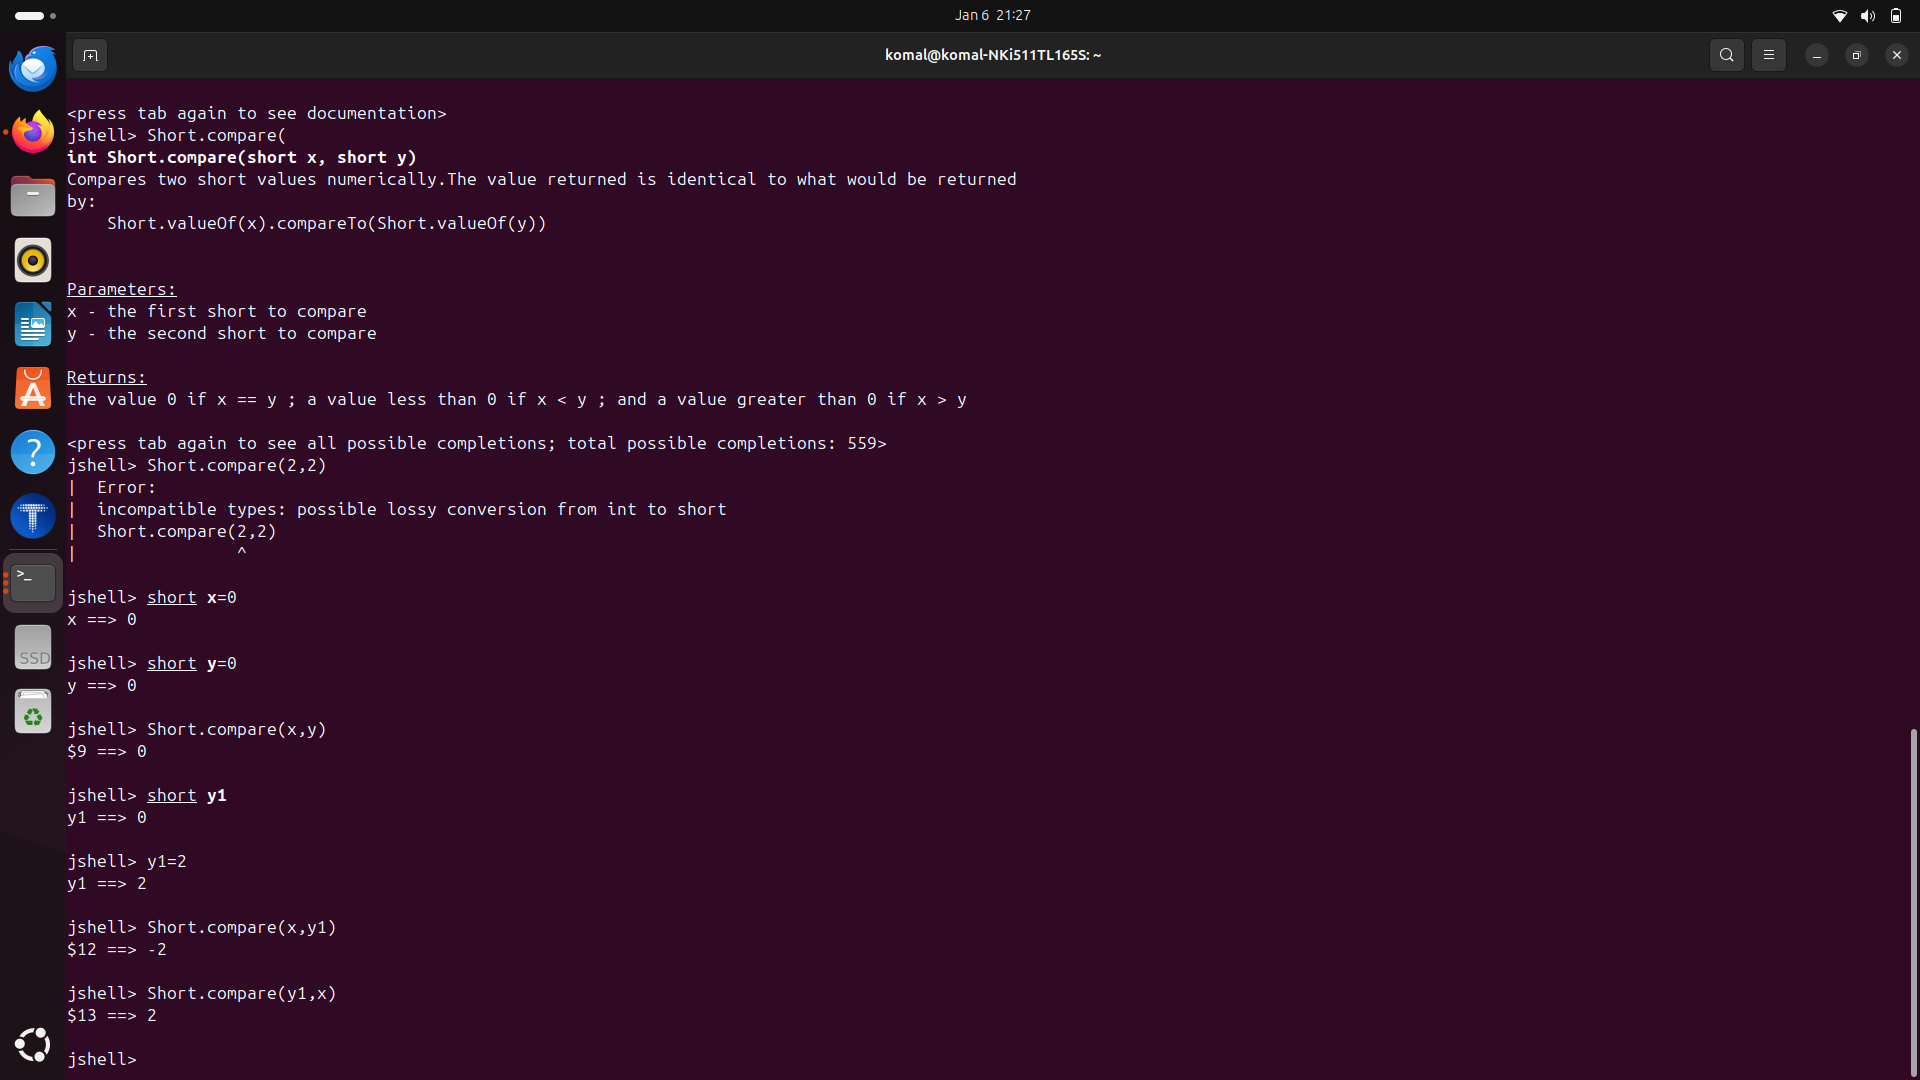 Jan 6 21:27
komal@komal-NKi511TL165S: ~
<press tab again to see documentation>
jshell> Short.compare(
int Short.compare(short x, short y)
Compares two short values numerically.The value returned is identical to what would be returned
by:
    Short.valueOf(x).compareTo(Short.valueOf(y))
Parameters:
x - the first short to compare
y - the second short to compare
Returns:
the value 0 if x == y ; a value less than 0 if x < y ; and a value greater than 0 if x > y
<press tab again to see all possible completions; total possible completions: 559>
jshell> Short.compare(2,2)
|  Error:
|  incompatible types: possible lossy conversion from int to short
|  Short.compare(2,2)
|                ^
jshell> short x=0
x ==> 0
jshell> short y=0
y ==> 0
jshell> Short.compare(x,y)
$9 ==> 0
jshell> short y1
y1 ==> 0
jshell> y1=2
y1 ==> 2
jshell> Short.compare(x,y1)
$12 ==> -2
jshell> Short.compare(y1,x)
$13 ==> 2
jshell>
SSD